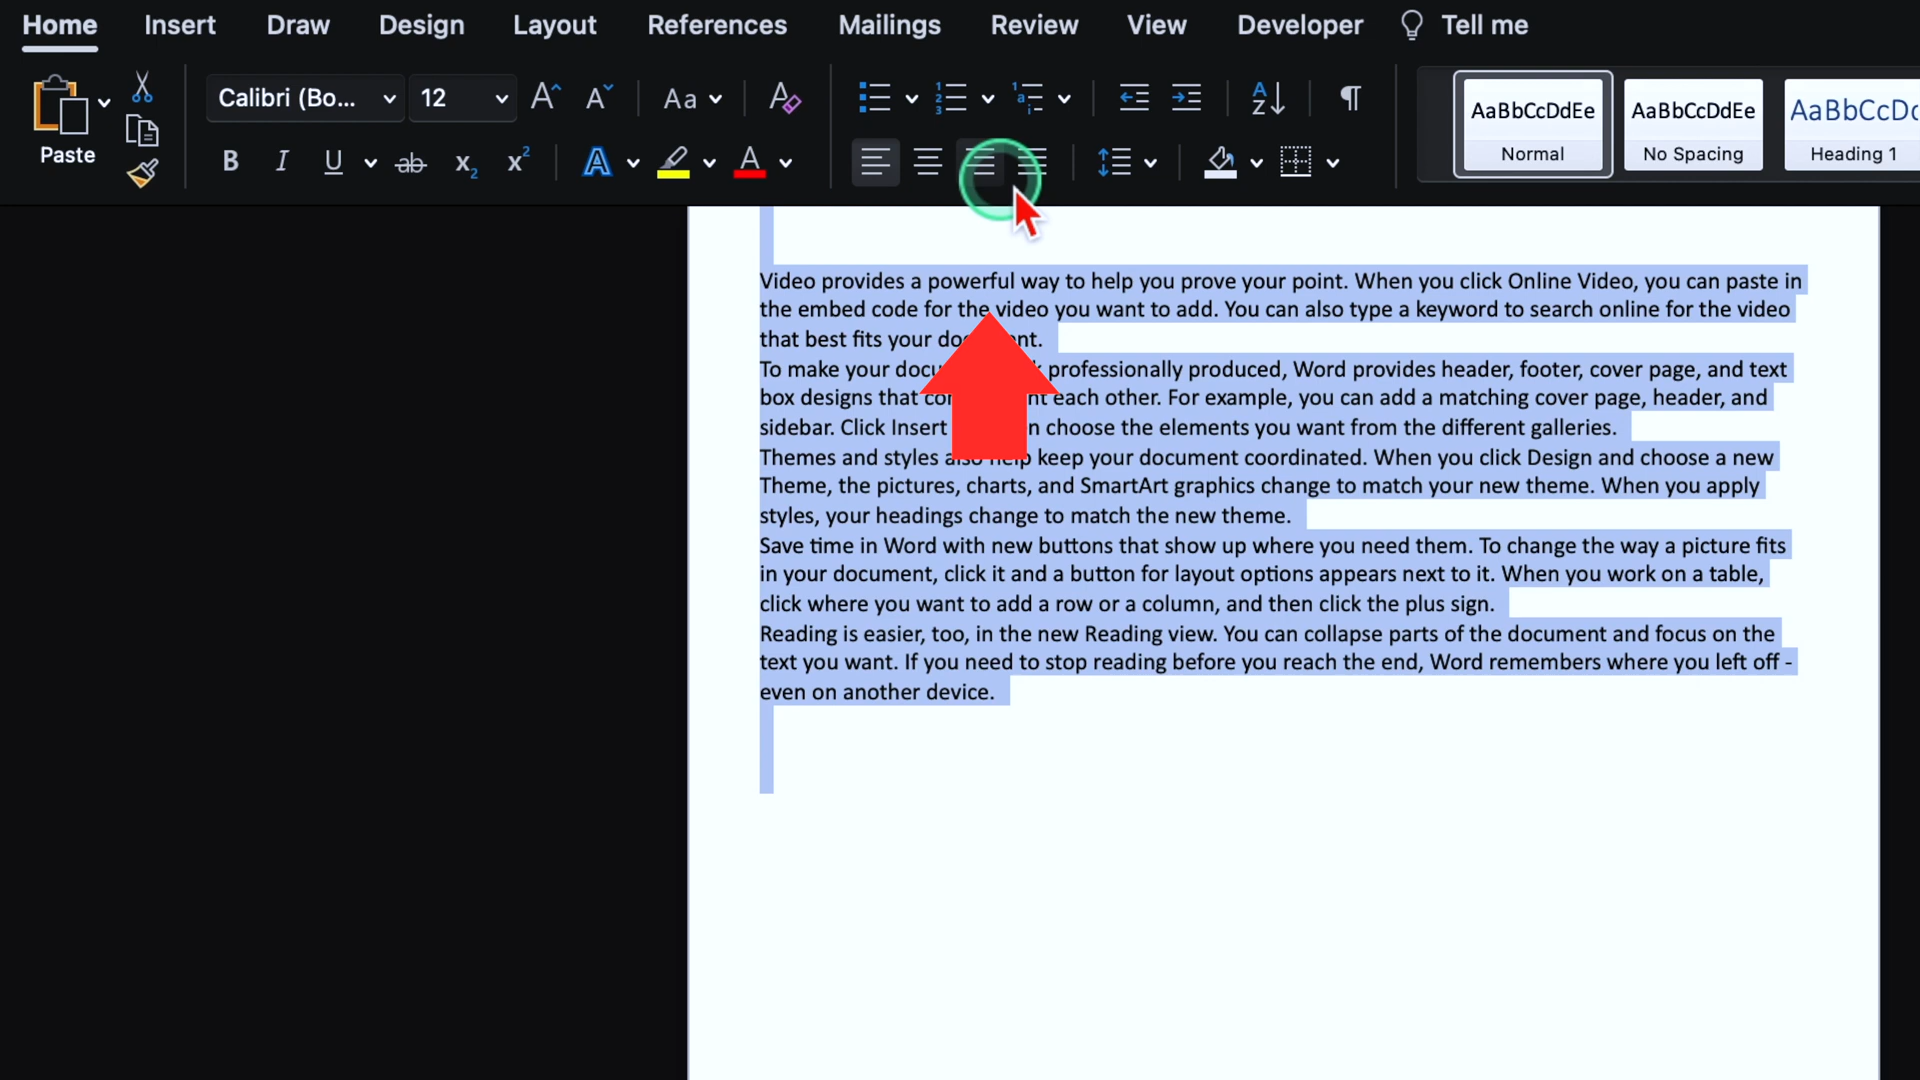 Home Insert Draw Design Layout References Mailings Review View Developer Tell me
Paste Calibri (Bo... 12 Aa
AaBbCcDdEe AaBbCcDdEe AaBbCcDc
Normal No Spacing Heading 1
Video provides a powerful way to help you prove your point. When you click Online Video, you can paste in
the embed code for the video you want to add. You can also type a keyword to search online for the video
that best fits your
To make your professionally produced, Word provides header, footer, cover page, and text
box designs that each other. For example, you can add a matching cover page, header, and
sidebar. Click Insert choose the elements you want from the different galleries.
Themes and styles also help keep your document coordinated. When you click Design and choose a new
Theme, the pictures, charts, and SmartArt graphics change to match your new theme. When you apply
styles, your headings change to match the new theme.
Save time in Word with new buttons that show up where you need them. To change the way a picture fits
in your document, click it and a button for layout options appears next to it. When you work on a table,
click where you want to add a row or a column, and then click the plus sign.
Reading is easier, too, in the new Reading view. You can collapse parts of the document and focus on the
text you want. If you need to stop reading before you reach the end, Word remembers where you left off -
even on another device.